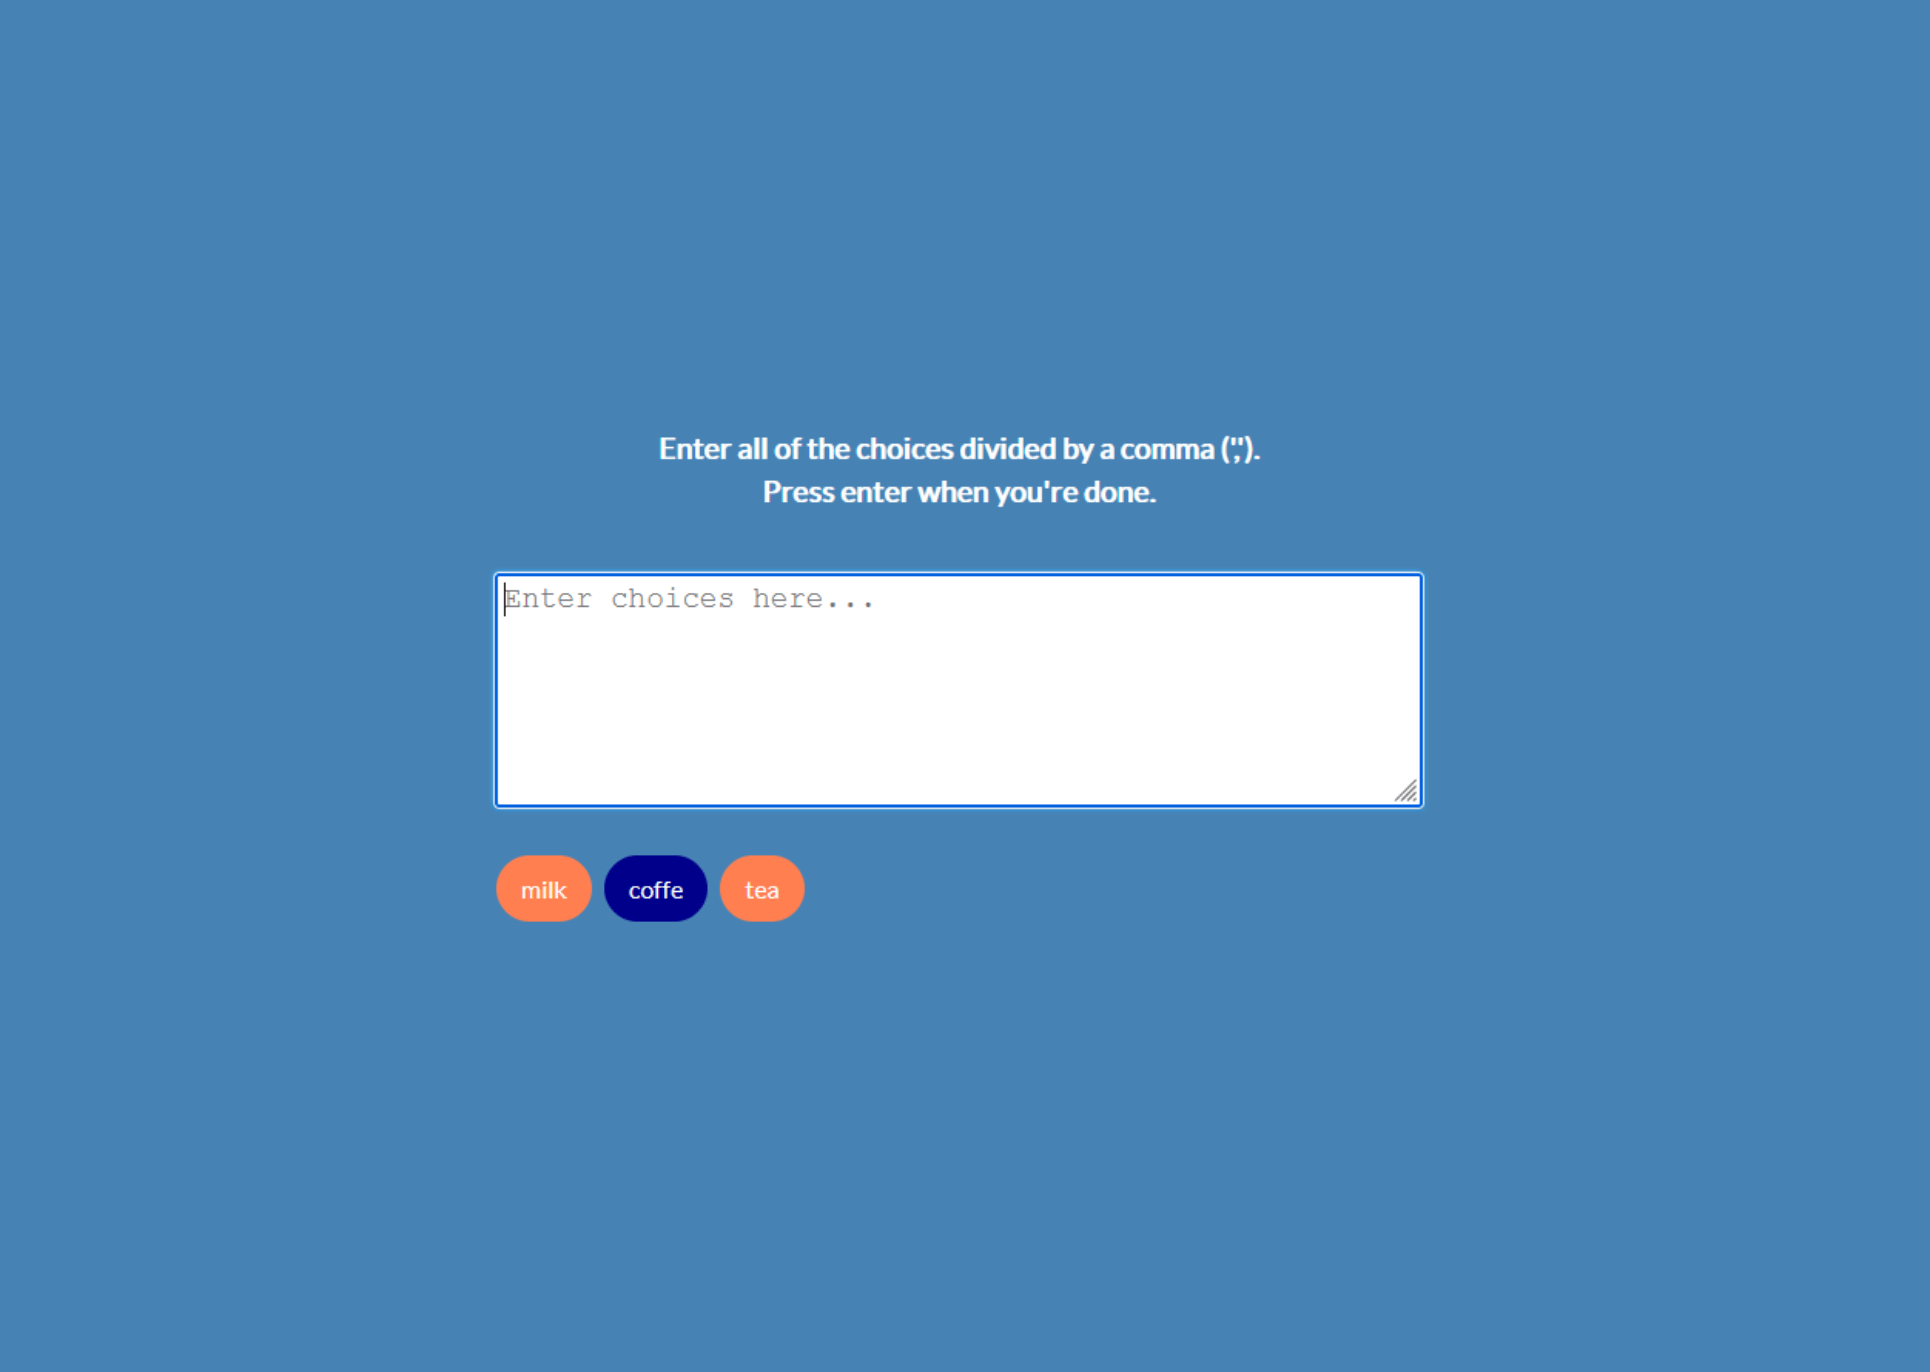 Enter all of the choices divided by a comma (',').
Press enter when you're done.
Enter choices here...
milk
coffe
tea